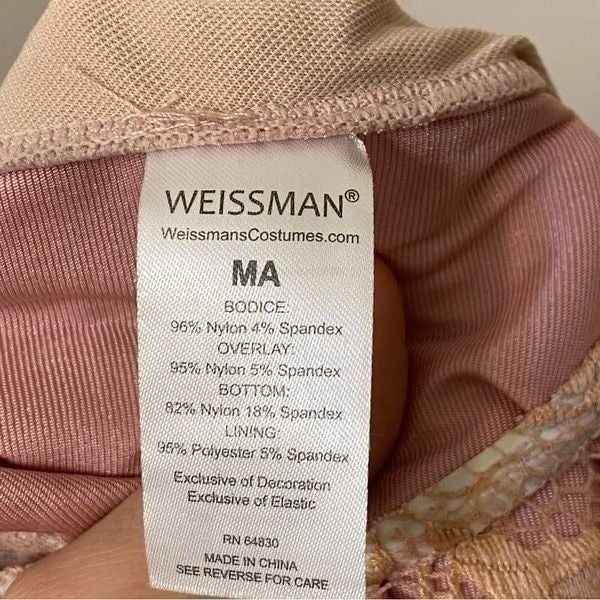 WEISSMAN®
WeissmansCostumes.com
MA
BODICE:
96% Nylon 4% Spandex
OVERLAY:
95% Nylon 5% Spandex
BOTTOM:
82% Nylon 18% Spandex
LINING:
95% Polyester 5% Spandex
Exclusive of Decoration
Exclusive of Elastic
RN 64830
MADE IN CHINA
SEE REVERSE FOR CARE